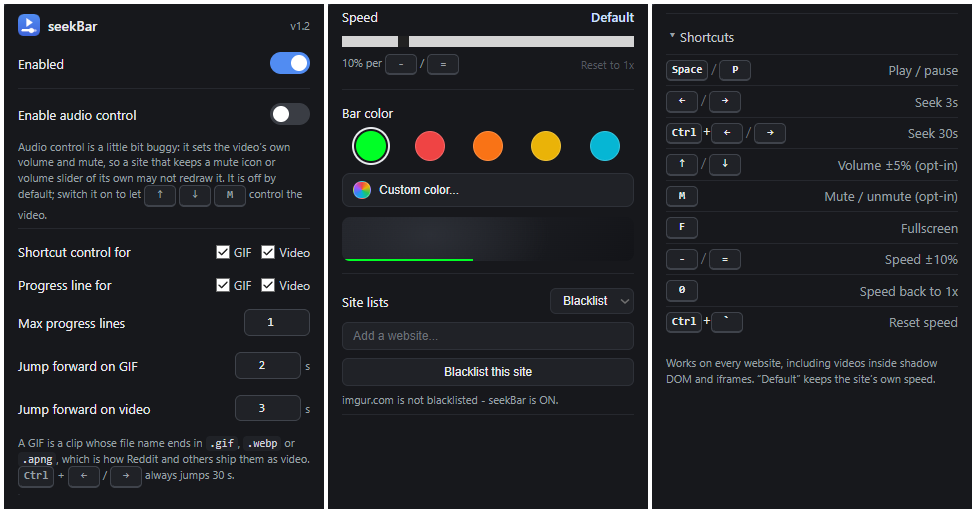 seekBar v1.2
Enabled
Enable audio control
Audio control is a little bit buggy: it sets the video's own
volume and mute, so a site that keeps a mute icon or
volume slider of its own may not redraw it. It is off by
default; switch it on to let ↑ ↓ M control the
video.
Shortcut control for GIF Video
Progress line for GIF Video
Max progress lines 1
Jump forward on GIF 2 s
Jump forward on video 3 s
A GIF is a clip whose file name ends in .gif, .webp or
.apng, which is how Reddit and others ship them as video.
Ctrl + ← / → always jumps 30 s.
Speed Default
10% per - / = Reset to 1x
Bar color
Custom color...
Site lists Blacklist
Add a website...
Blacklist this site
imgur.com is not blacklisted - seekBar is ON.
Shortcuts
Space / P Play / pause
← / → Seek 3s
Ctrl + ← / → Seek 30s
↑ / ↓ Volume ±5% (opt-in)
M Mute / unmute (opt-in)
F Fullscreen
- / = Speed ±10%
0 Speed back to 1x
Ctrl + ` Reset speed
Works on every website, including videos inside shadow
DOM and iframes. "Default" keeps the site's own speed.